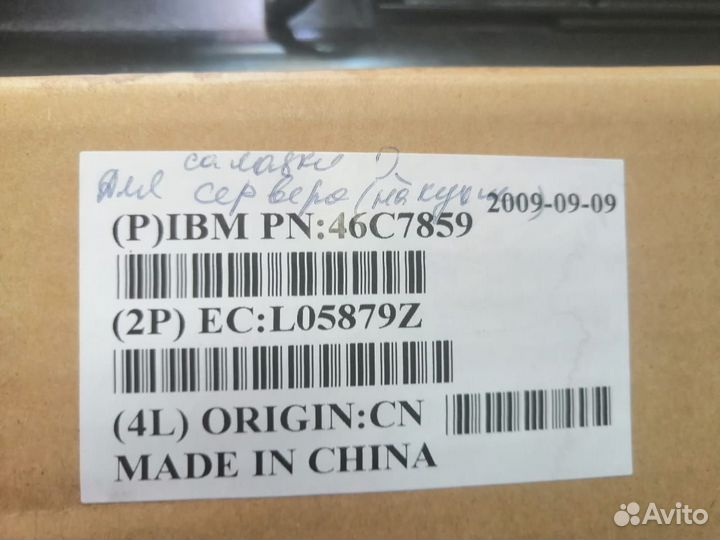 салазки
Для сервера (на
2009-09-09
(P)IBM PN:46C7859
(2P) EC:L05879Z
(4L) ORIGIN:CN
MADE IN CHINA
Avito